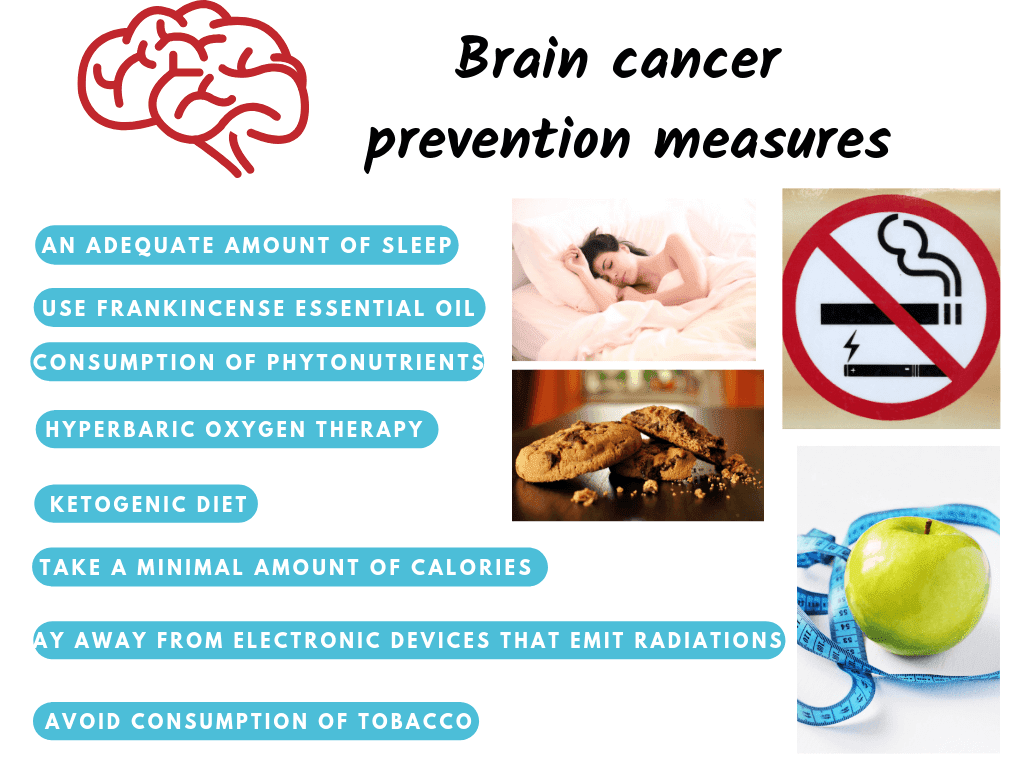 Brain cancer
prevention measures
AN ADEQUATE AMOUNT OF SLEEP
USE FRANKINCENSE ESSENTIAL OIL
CONSUMPTION OF PHYTONUTRIENTS
HYPERBARIC OXYGEN THERAPY
KETOGENIC DIET
TAKE A MINIMAL AMOUNT OF CALORIES
AY AWAY FROM ELECTRONIC DEVICES THAT EMIT RADIATIONS
AVOID CONSUMPTION OF TOBACCO